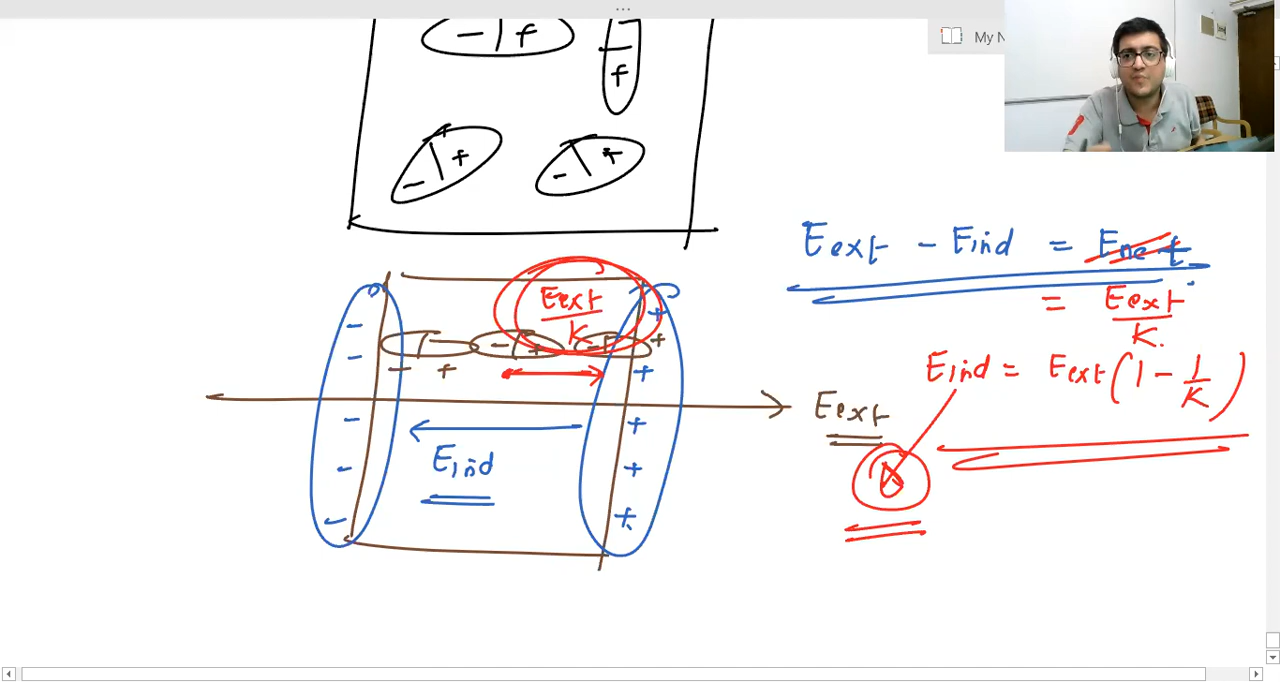 - | f
f
- | +
- | +
Eext - Eind = Enet
= Eext/K
Eind = Eext(1 - 1/K)
Eext/K
- +
- +
Eext
Eind
My N